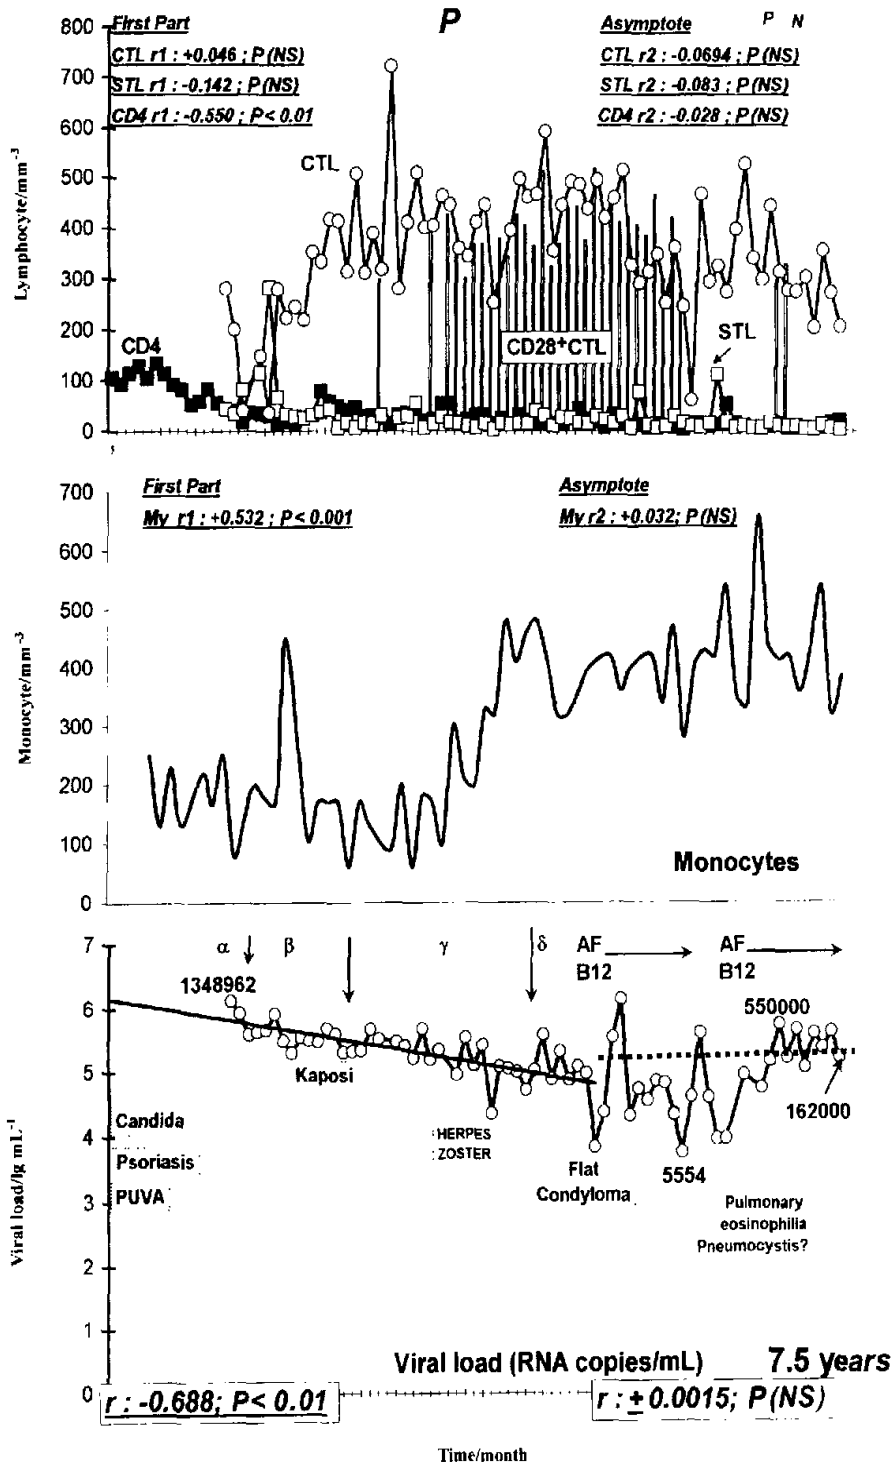 P
P N
First Part
CTL r1 : +0.046 ; P (NS)
STL r1 : -0.142 ; P (NS)
CD4 r1 : -0.550 ; P< 0.01
Asymptote
CTL r2 : -0.0694 ; P (NS)
STL r2 : -0.083 ; P (NS)
CD4 r2 : -0.028 ; P (NS)
Lymphocyte/mm-3
800
700
600
500
400
300
200
100
0
CTL
CD4
CD28+CTL
STL
First Part
My r1 : +0.532 ; P< 0.001
Asymptote
My r2 : +0.032; P (NS)
Monocyte/mm-3
700
600
500
400
300
200
100
0
Monocytes
Viral load/lg mL-1
7
6
5
4
3
2
1
0
α β γ δ
AF
B12
AF
B12
1348962
550000
Kaposi
162000
Candida
Psoriasis
PUVA
HERPES
ZOSTER
Flat
Condyloma
5554
Pulmonary
eosinophilia
Pneumocystis?
Viral load (RNA copies/mL) 7.5 years
r : -0.688; P< 0.01
r : ± 0.0015; P (NS)
Time/month